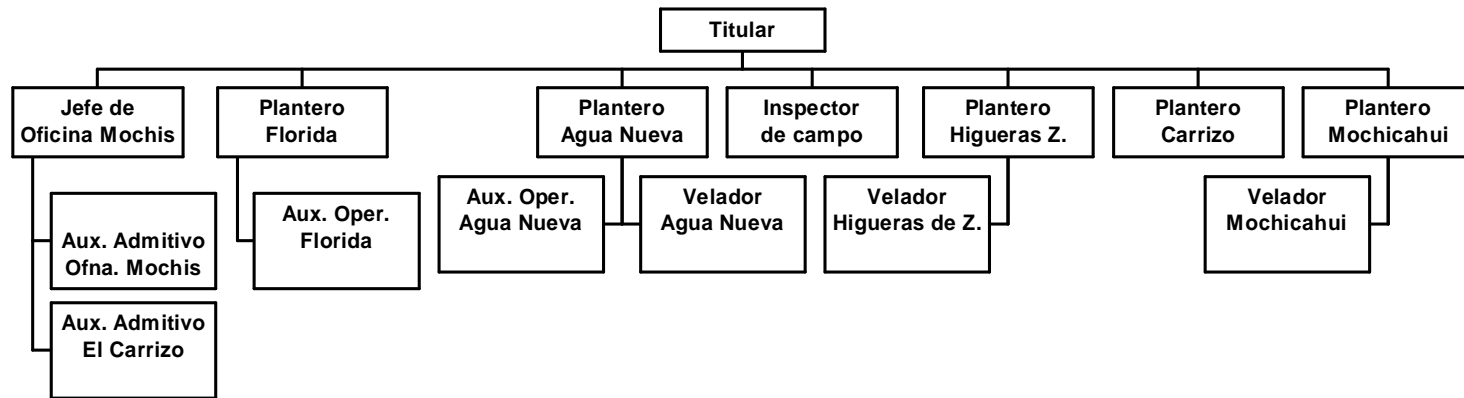 Titular
Jefe de
Oficina Mochis
Plantero
Florida
Plantero
Agua Nueva
Inspector
de campo
Plantero
Higueras Z.
Plantero
Carrizo
Plantero
Mochicahui
Aux. Admitivo
Ofna. Mochis
Aux. Oper.
Florida
Aux. Oper.
Agua Nueva
Velador
Agua Nueva
Velador
Higueras de Z.
Velador
Mochicahui
Aux. Admitivo
El Carrizo